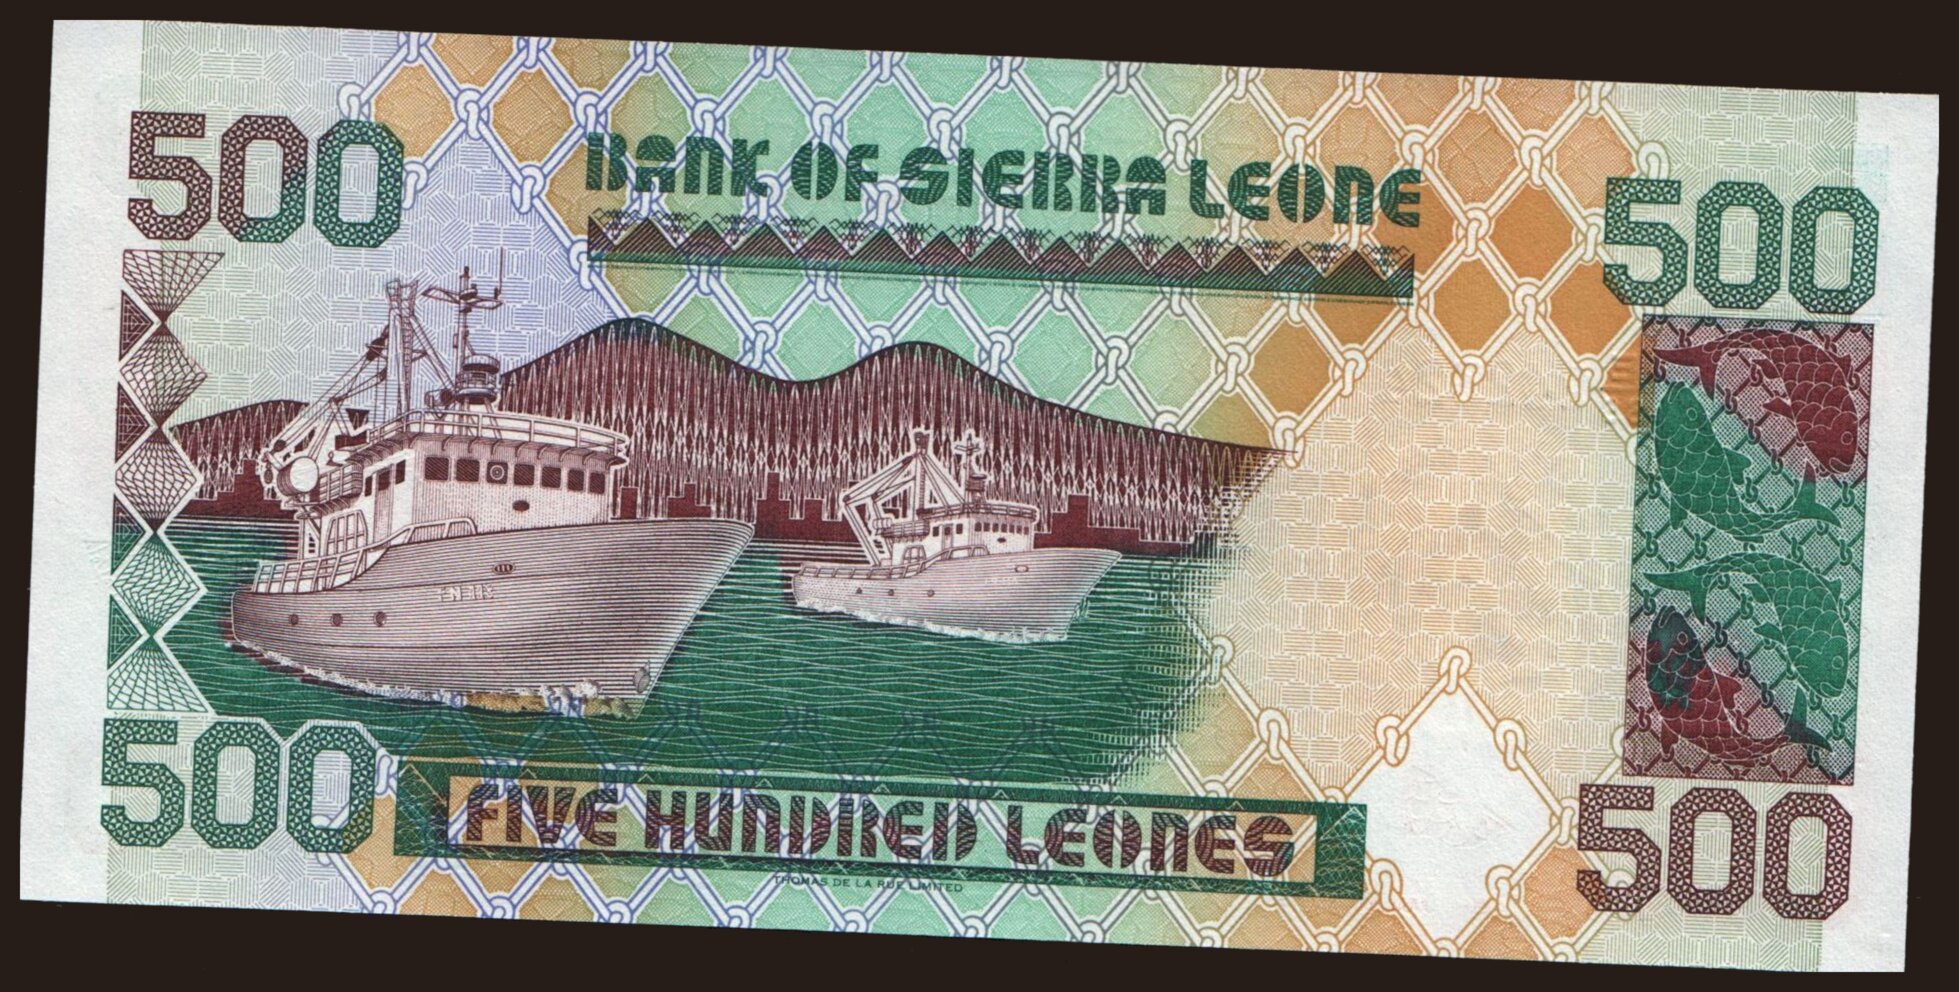 500
BANK OF SIERRA LEONE
500
500
FIVE HUNDRED LEONES
THOMAS DE LA RUE LIMITED
500